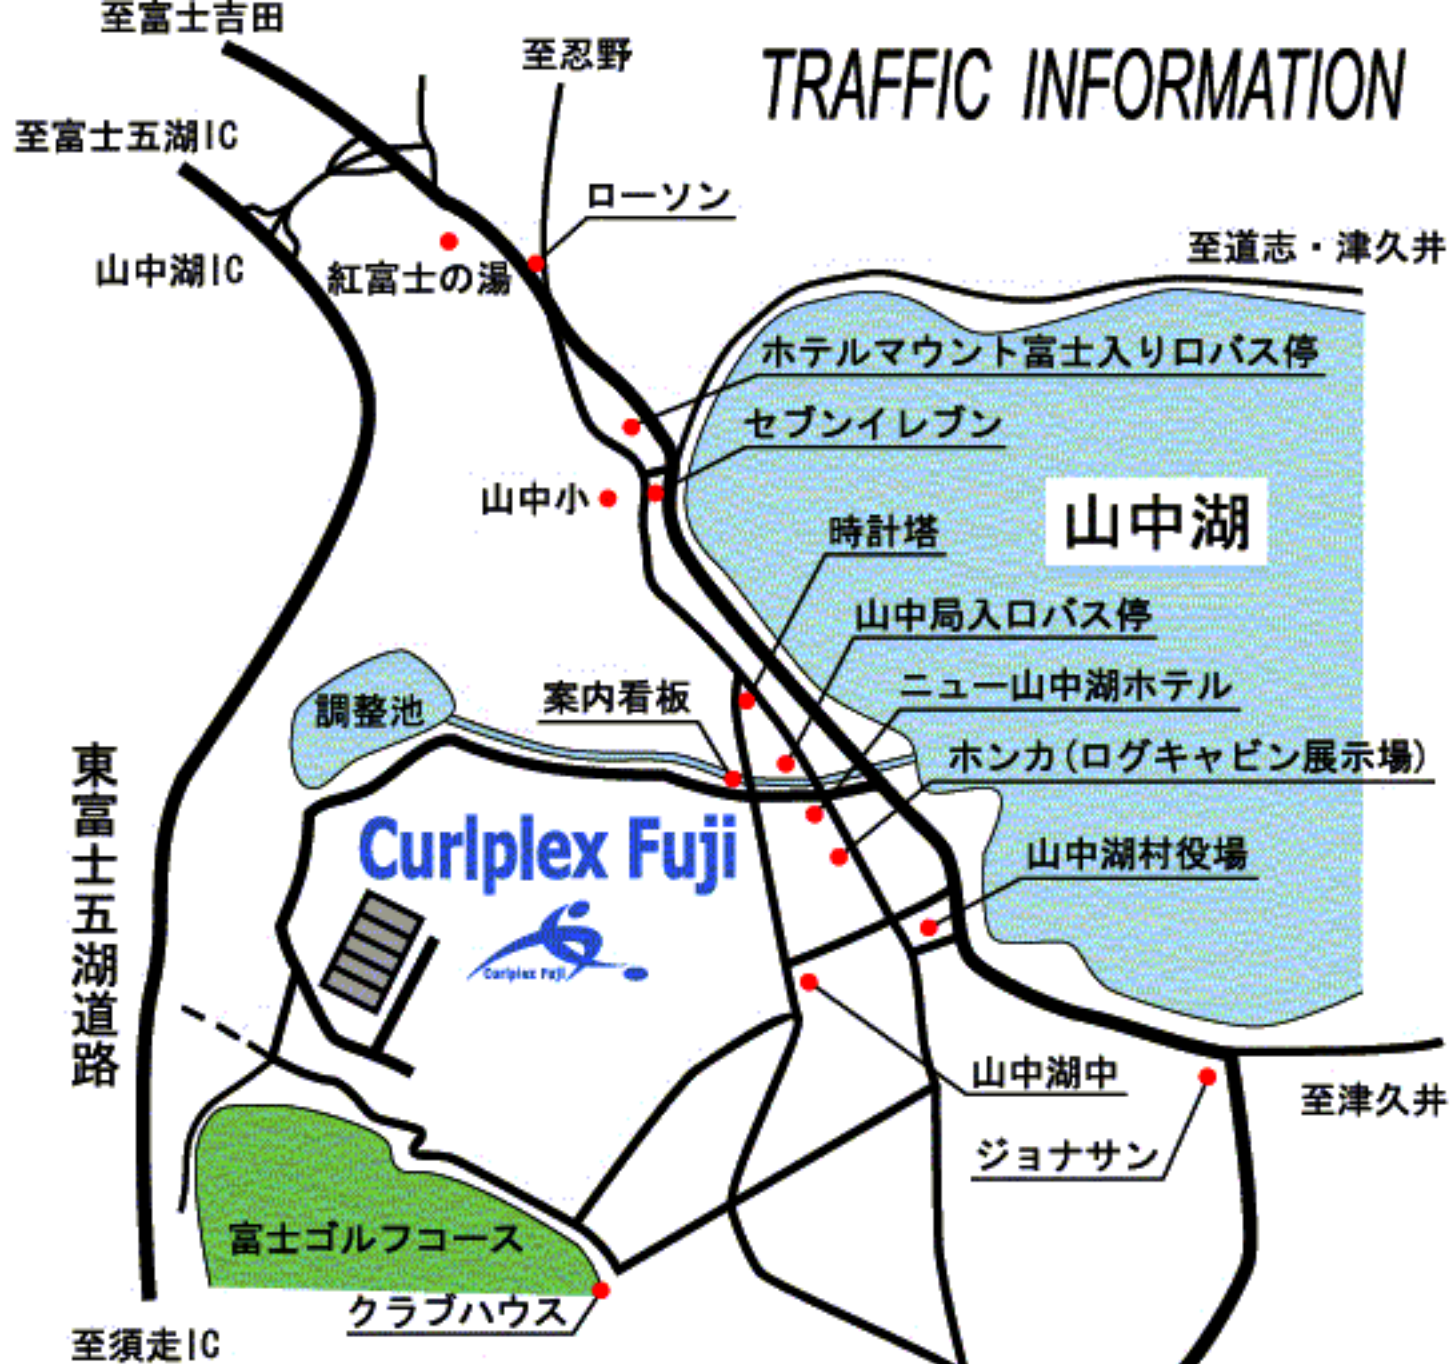 至富士吉田
至忍野
TRAFFIC INFORMATION
至富士五湖IC
ローソン
至道志・津久井
山中湖IC
紅富士の湯
ホテルマウント富士入り口バス停
セブンイレブン
山中小
山中湖
時計塔
山中局入口バス停
ニュー山中湖ホテル
案内看板
調整池
ホンカ(ログキャビン展示場)
東富士五湖道路
Curlplex Fuji
山中湖村役場
Curlplex Fuji
山中湖中
至津久井
ジョナサン
富士ゴルフコース
クラブハウス
至須走IC